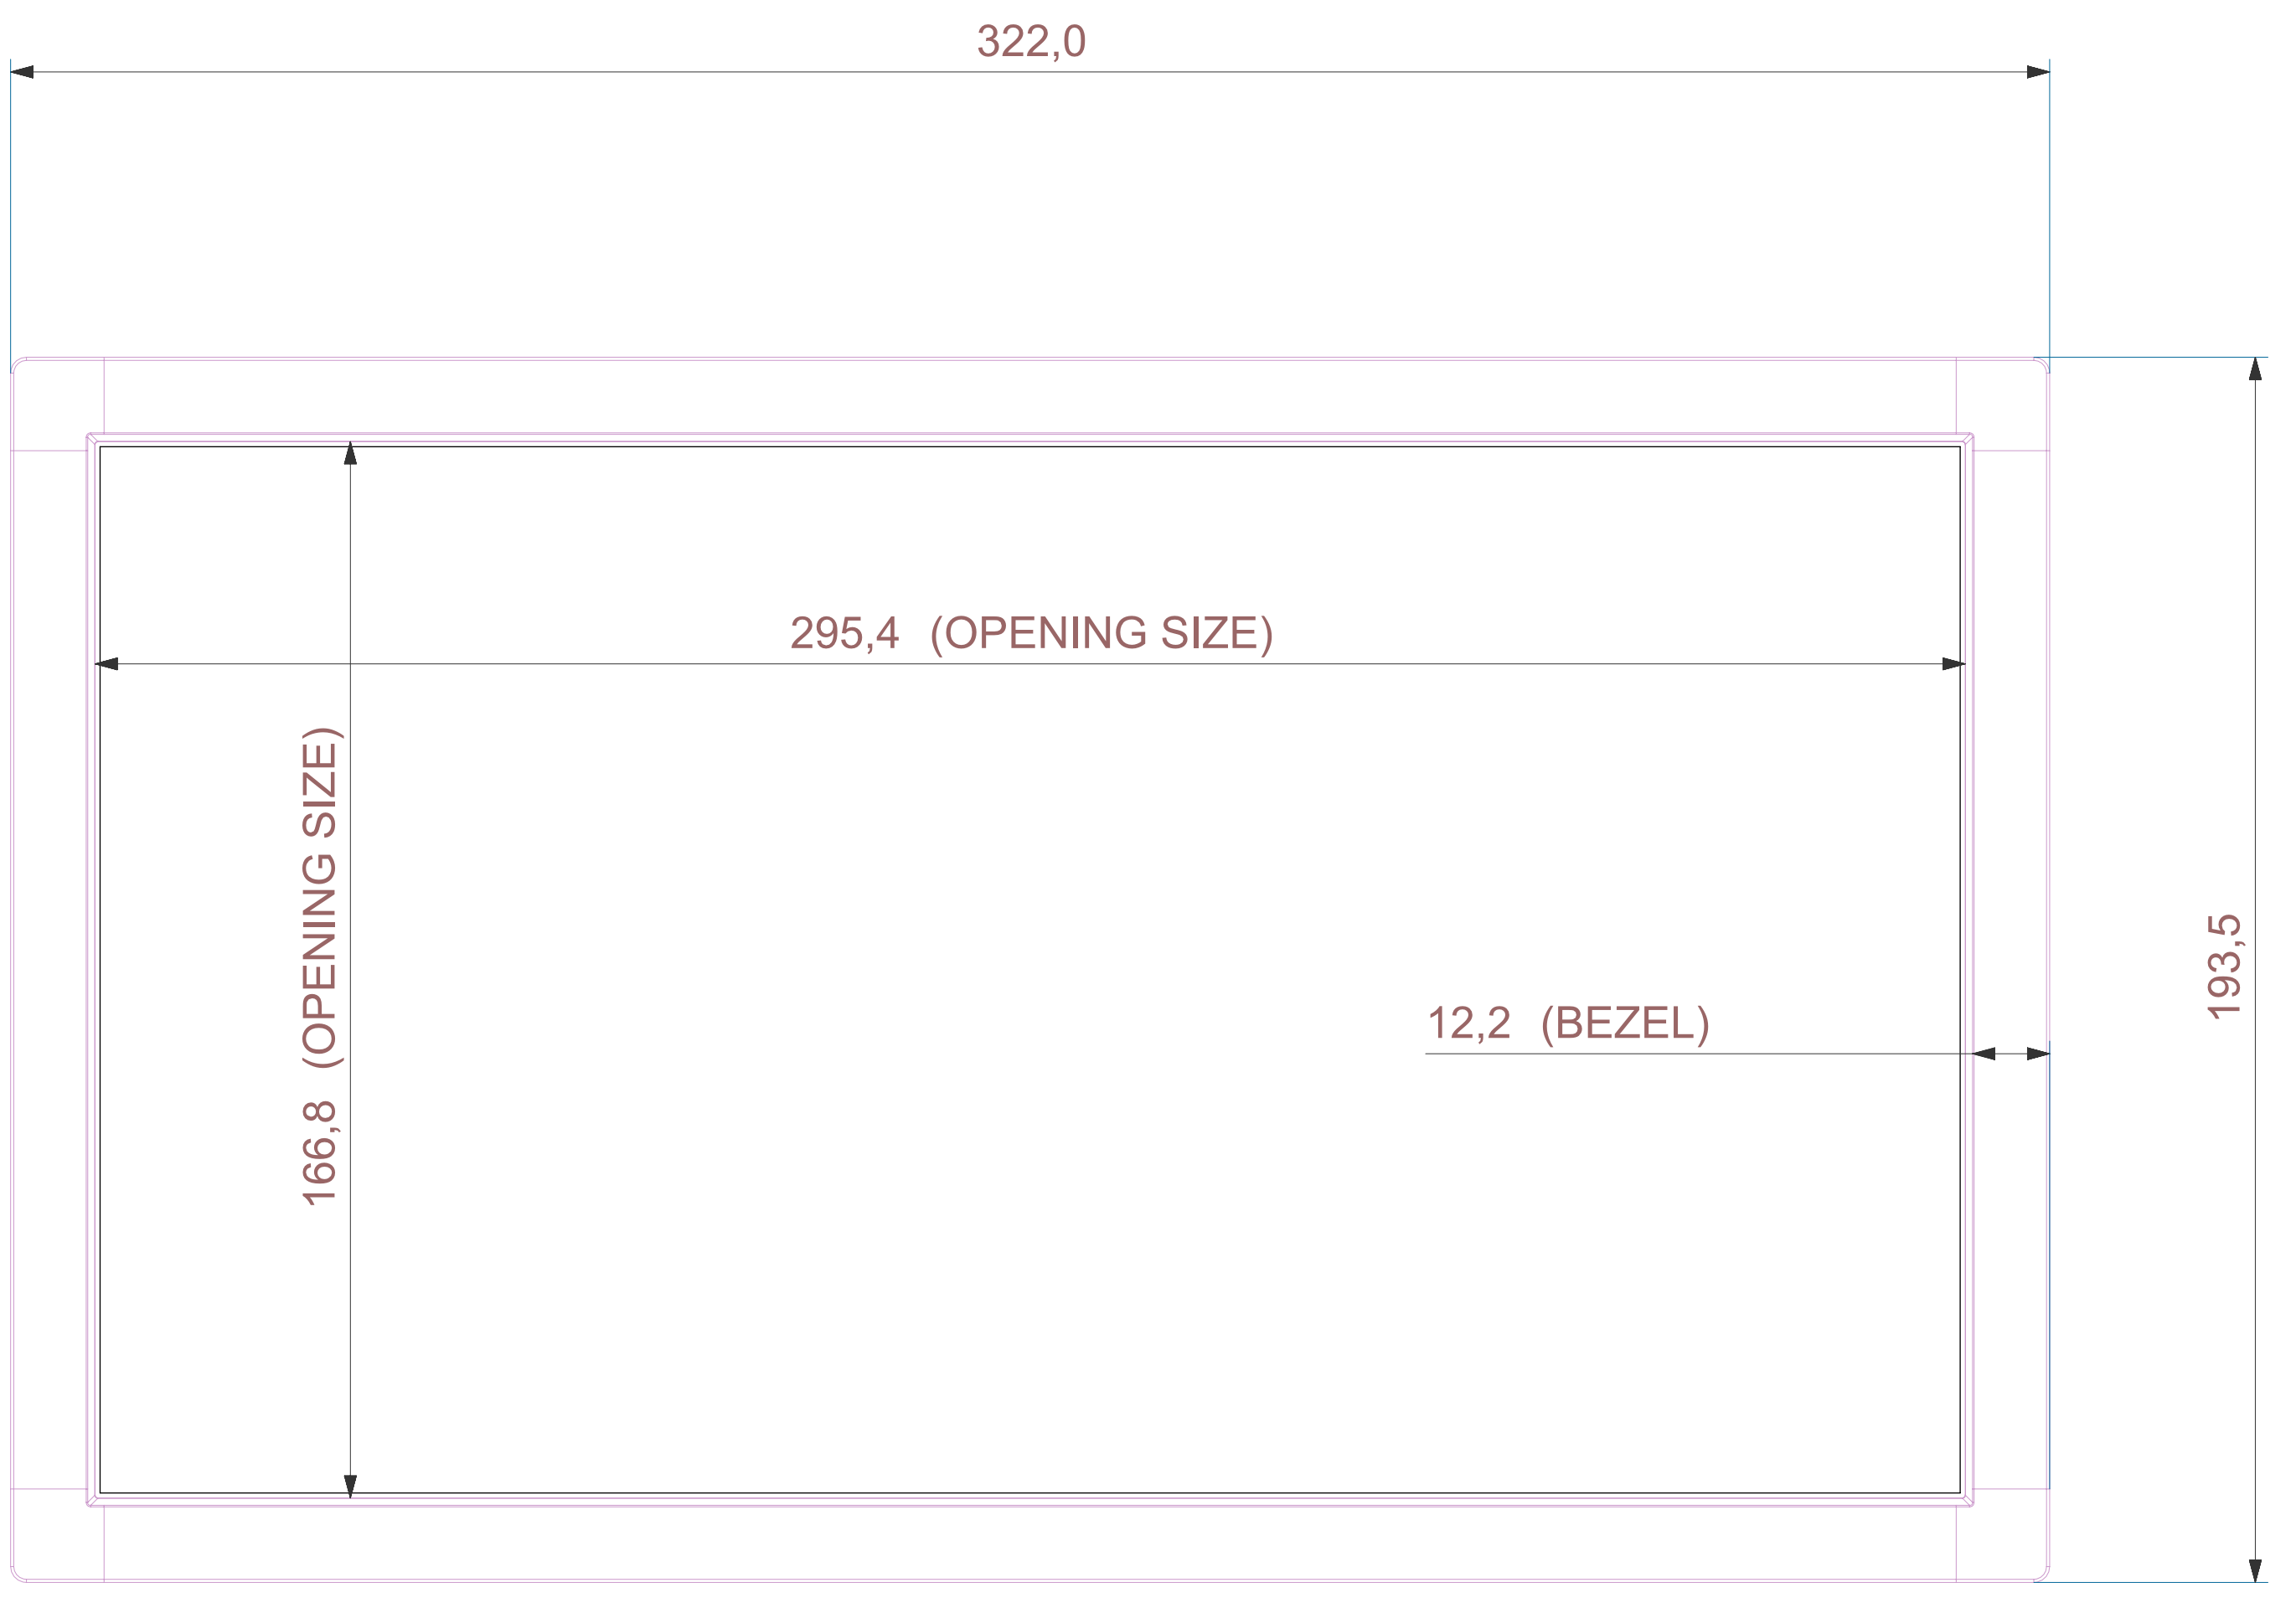 322,0
295,4 (OPENING SIZE)
166,8 (OPENING SIZE)
12,2 (BEZEL)
193,5